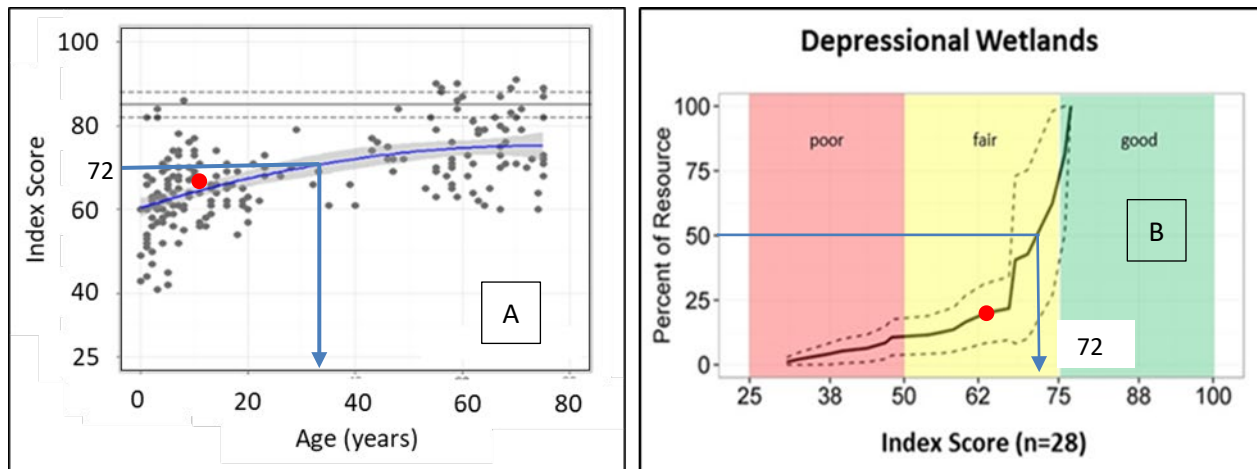 100
80
72
60
40
25
Index Score
0 20 40 60 80
Age (years)
A
Depressional Wetlands
100
75
50
25
0
Percent of Resource
poor fair good
B
72
25 38 50 62 75 88 100
Index Score (n=28)